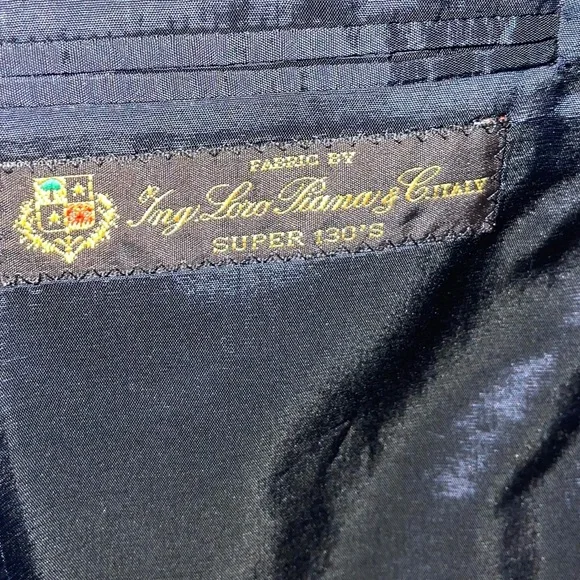 FABRIC BY
Ing. Loro Piana & C. ITALY
SUPER 130'S